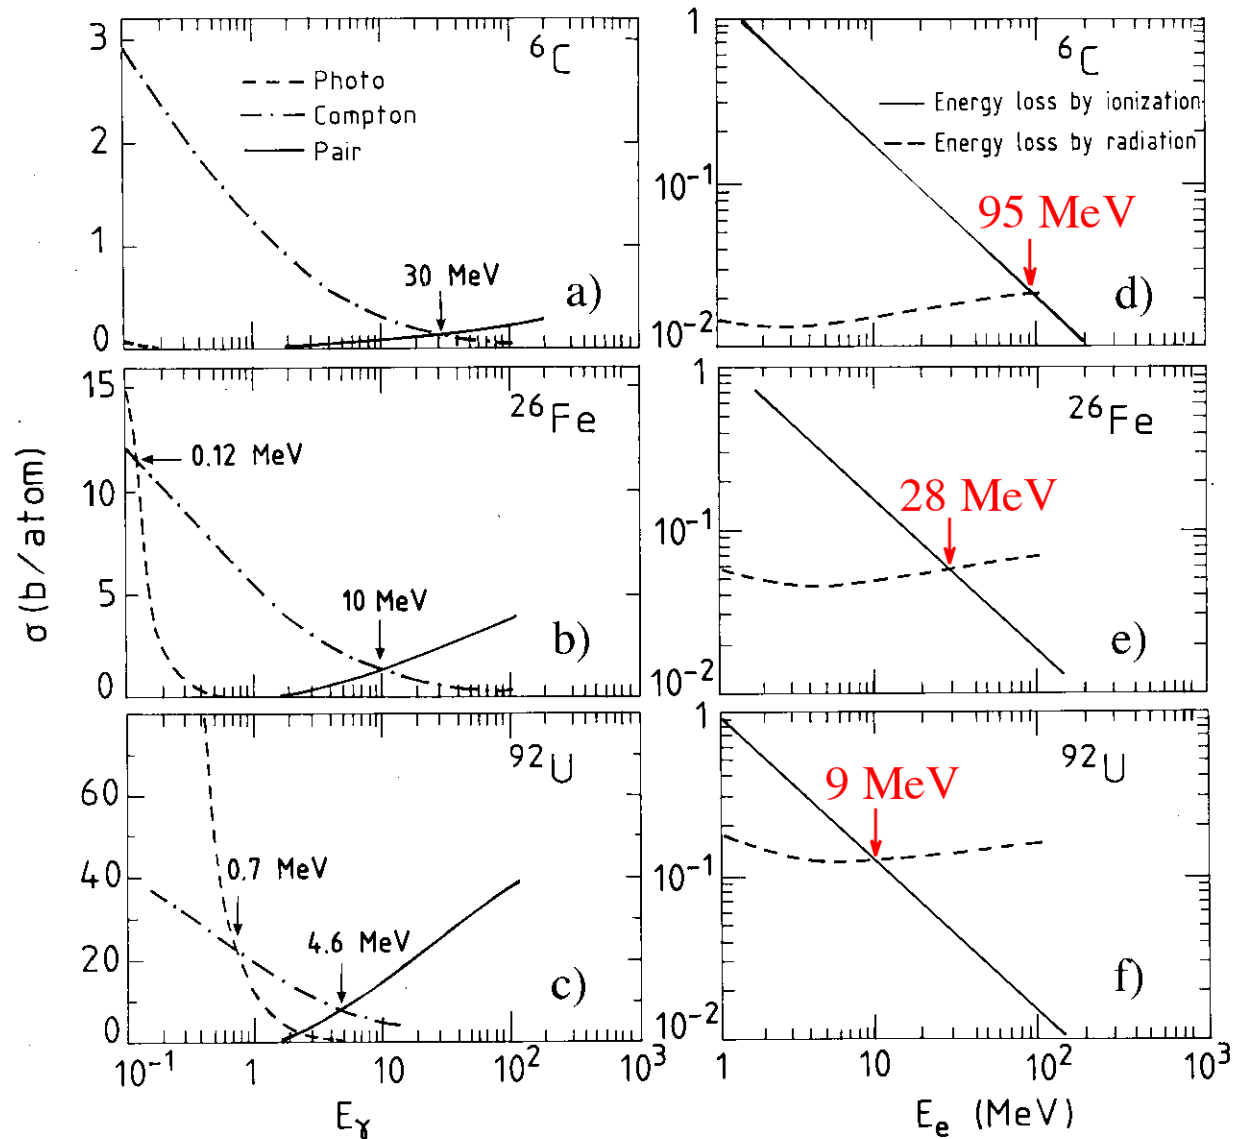 3
2
1
0
⁶C
--- Photo
—·— Compton
— Pair
30 MeV
a)
15
10
5
0
²⁶Fe
0.12 MeV
10 MeV
b)
60
40
20
0
⁹²U
0.7 MeV
4.6 MeV
c)
σ (b/atom)
10⁻¹ 1 10 10² 10³
Eᵧ
1
10⁻¹
10⁻²
⁶C
Energy loss by ionization
Energy loss by radiation
95 MeV
d)
1
10⁻¹
10⁻²
²⁶Fe
28 MeV
e)
1
10⁻¹
10⁻²
⁹²U
9 MeV
f)
1 10 10² 10³
Eₑ (MeV)